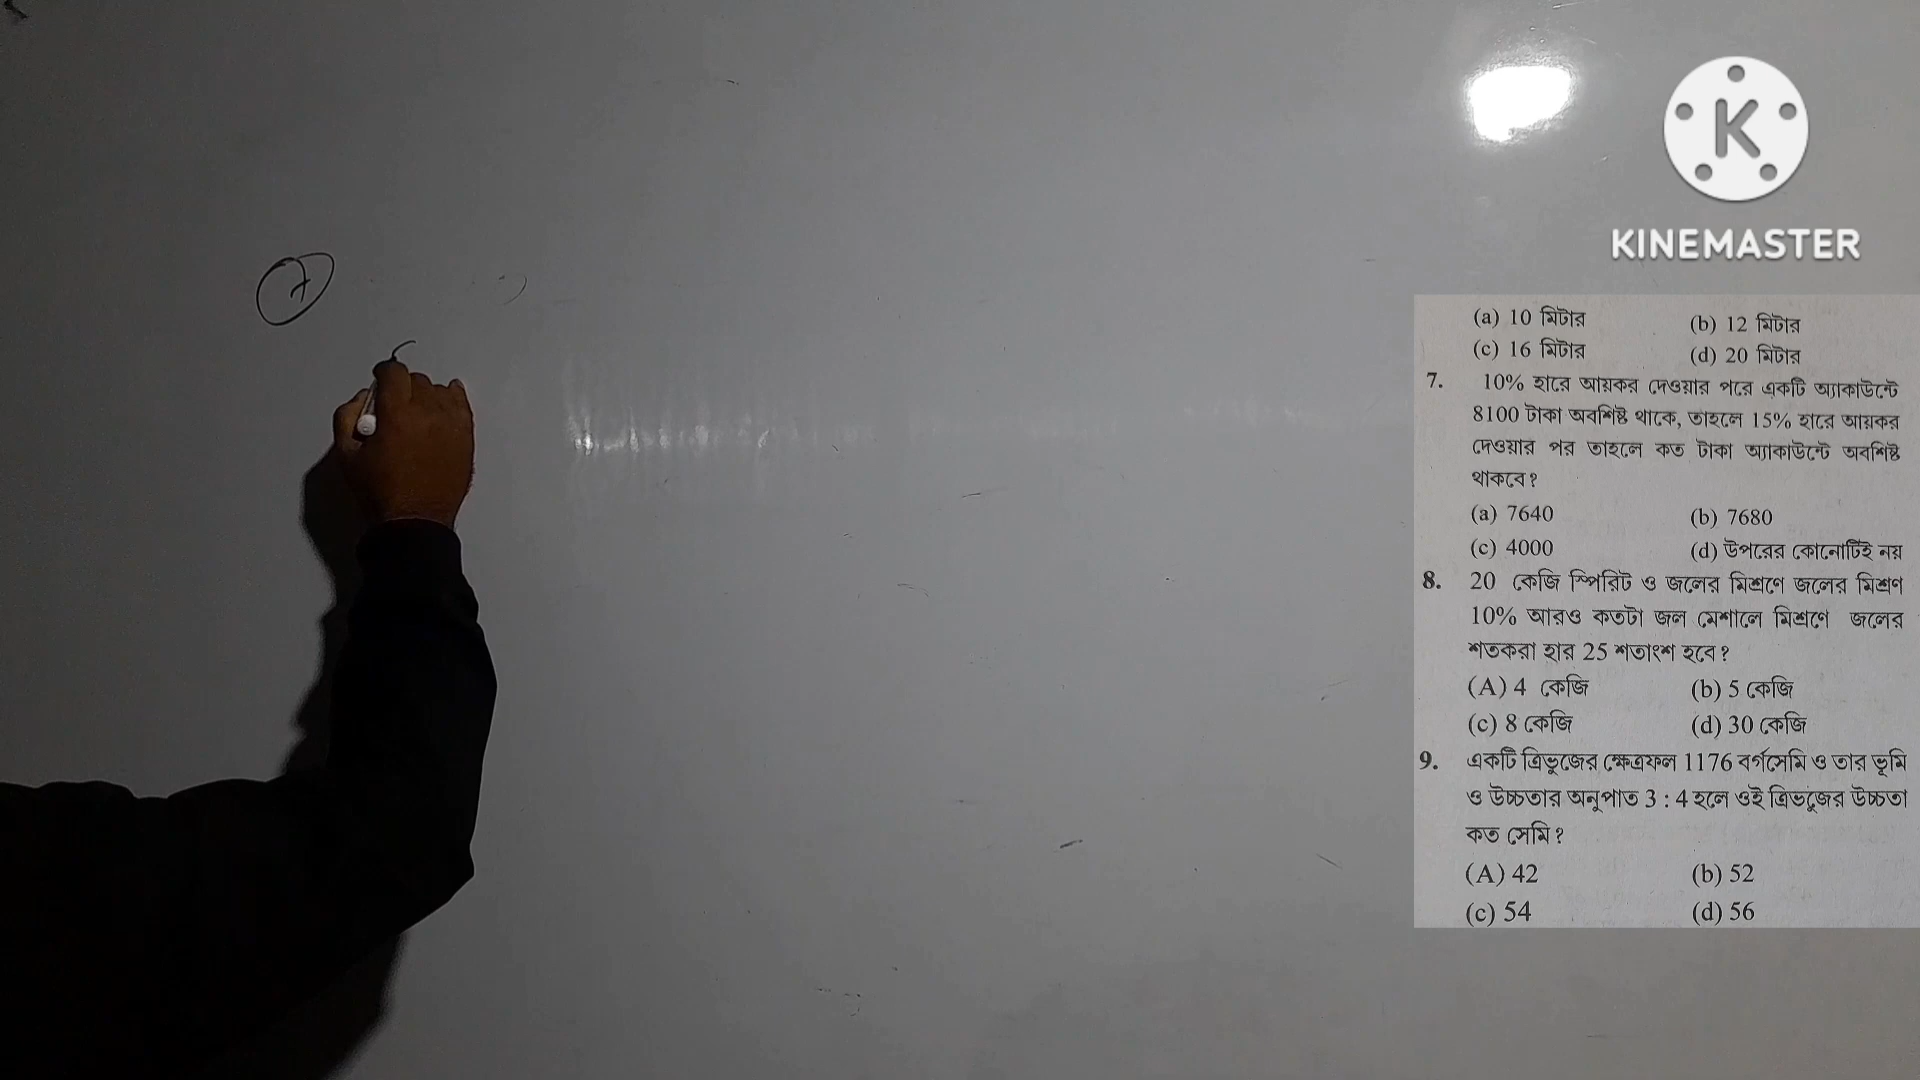 7
KINEMASTER
(a) 10 মিটার (b) 12 মিটার
(c) 16 মিটার (d) 20 মিটার
7. 10% হারে আয়কর দেওয়ার পরে একটি অ্যাকাউন্টে
8100 টাকা অবশিষ্ট থাকে, তাহলে 15% হারে আয়কর
দেওয়ার পর তাহলে কত টাকা অ্যাকাউন্টে অবশিষ্ট
থাকবে?
(a) 7640 (b) 7680
(c) 4000 (d) উপরের কোনোটিই নয়
8. 20 কেজি স্পিরিট ও জলের মিশ্রণে জলের মিশ্রণ
10% আরও কতটা জল মেশালে মিশ্রণে জলের
শতকরা হার 25 শতাংশ হবে?
(A) 4 কেজি (b) 5 কেজি
(c) 8 কেজি (d) 30 কেজি
9. একটি ত্রিভুজের ক্ষেত্রফল 1176 বর্গসেমি ও তার ভূমি
ও উচ্চতার অনুপাত 3 : 4 হলে ওই ত্রিভুজের উচ্চতা
কত সেমি?
(A) 42 (b) 52
(c) 54 (d) 56